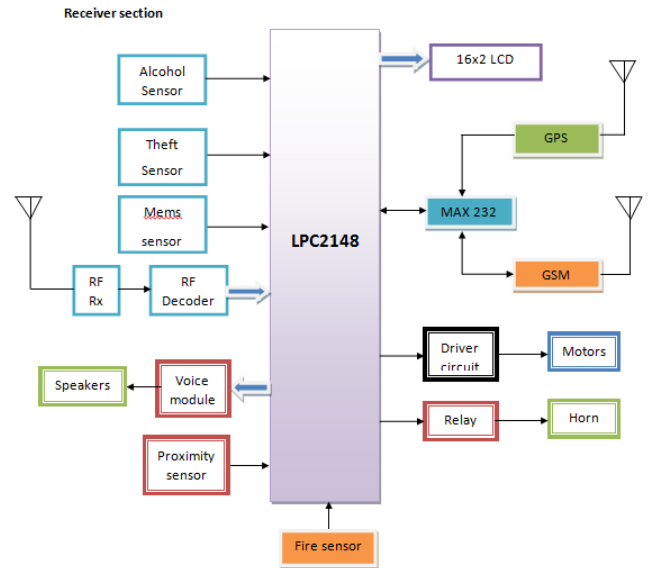 Receiver section
Alcohol
Sensor
Theft
Sensor
Mems
sensor
RF
Rx
RF
Decoder
Speakers
Voice
module
Proximity
sensor
LPC2148
Fire sensor
16x2 LCD
GPS
MAX 232
GSM
Driver
circuit
Motors
Relay
Horn